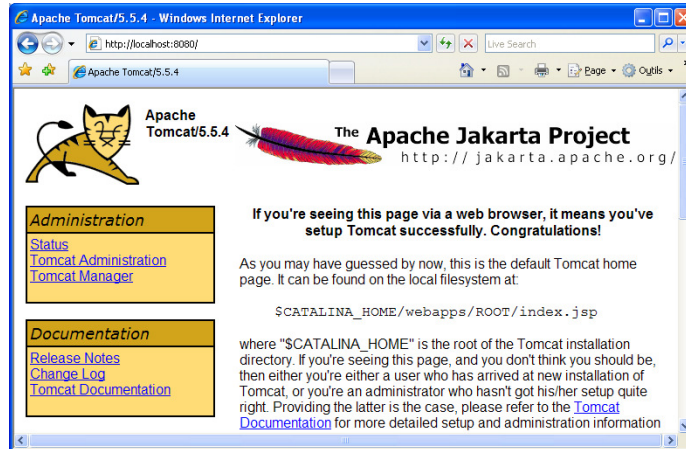 Apache Tomcat/5.5.4 - Windows Internet Explorer
http://localhost:8080/
Live Search
Apache Tomcat/5.5.4
Page
Outils
Apache
Tomcat/5.5.4
The Apache Jakarta Project
http://jakarta.apache.org/
Administration
Status
Tomcat Administration
Tomcat Manager
Documentation
Release Notes
Change Log
Tomcat Documentation
If you're seeing this page via a web browser, it means you've
setup Tomcat successfully. Congratulations!
As you may have guessed by now, this is the default Tomcat home
page. It can be found on the local filesystem at:
$CATALINA_HOME/webapps/ROOT/index.jsp
where "$CATALINA_HOME" is the root of the Tomcat installation
directory. If you're seeing this page, and you don't think you should be,
then either you're either a user who has arrived at new installation of
Tomcat, or you're an administrator who hasn't got his/her setup quite
right. Providing the latter is the case, please refer to the Tomcat
Documentation for more detailed setup and administration information